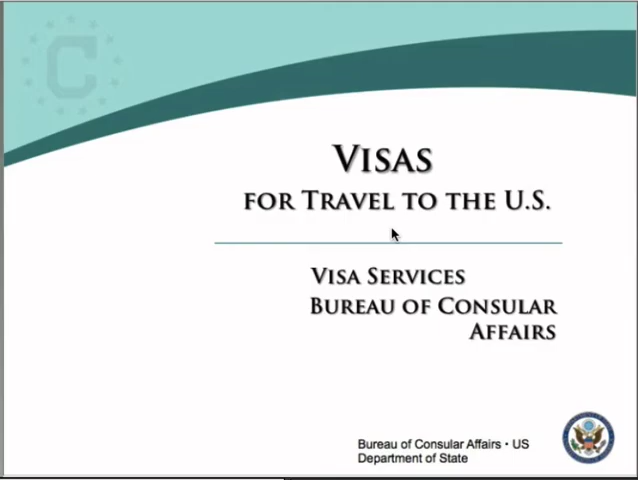 C
VISAS
FOR TRAVEL TO THE U.S.
VISA SERVICES
BUREAU OF CONSULAR
AFFAIRS
Bureau of Consular Affairs • US
Department of State